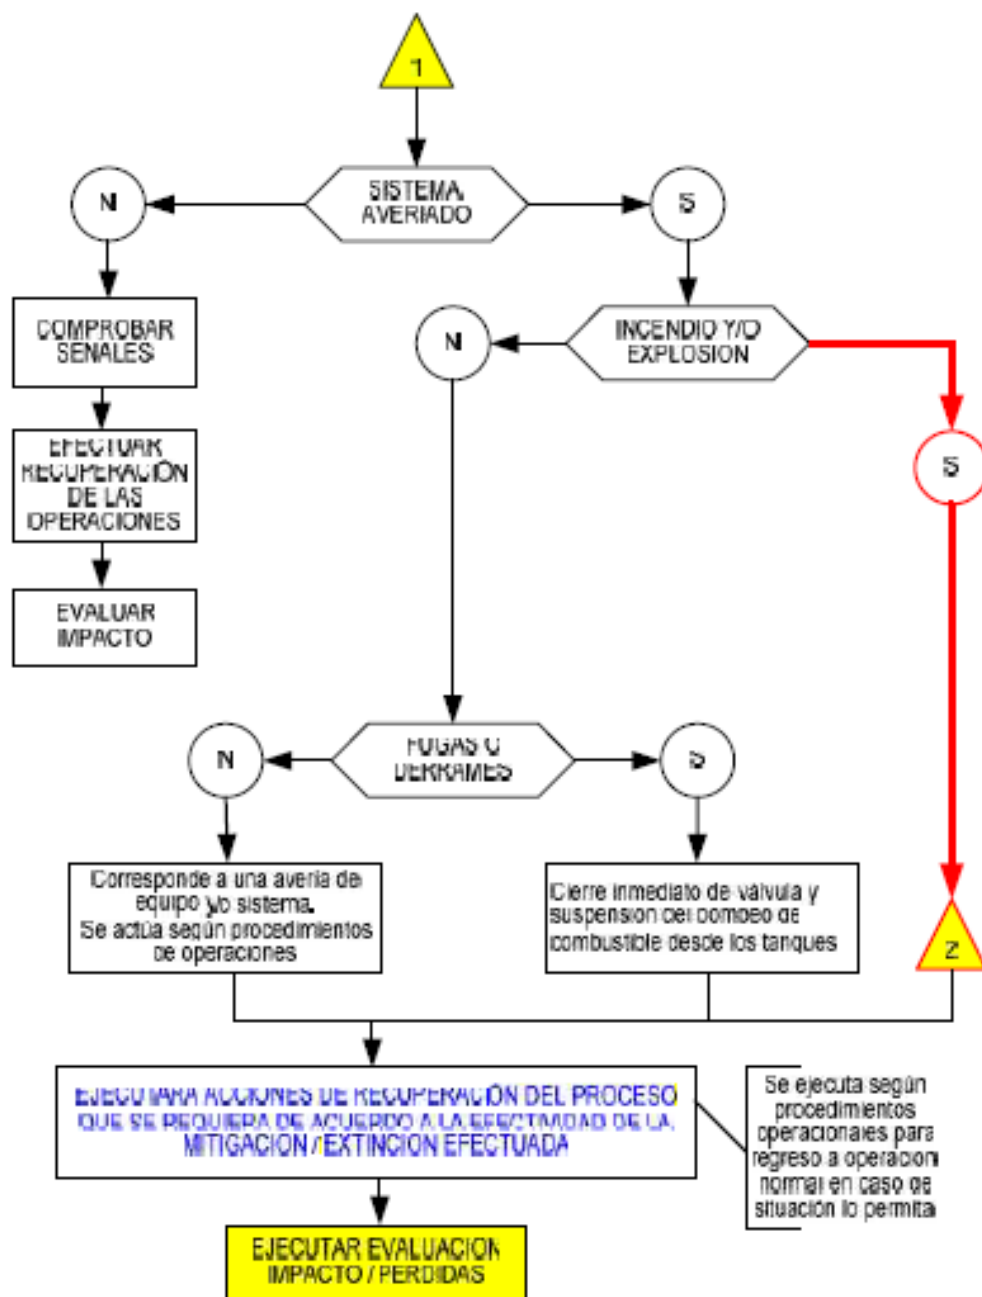 1
SISTEMA
AVERIADO
N
S
COMPROBAR
SEÑALES
INCENDIO Y/O
EXPLOSION
N
S
EFECTUAR
RECUPERACIÓN
DE LAS
OPERACIONES
EVALUAR
IMPACTO
FUGAS O
DERRAMES
N
S
Corresponde a una avería de
equipo y/o sistema.
Se actúa según procedimientos
de operaciones
Cierre inmediato de válvula y
suspensión del bombeo de
combustible desde los tanques
2
EJECUTARA ACCIONES DE RECUPERACIÓN DEL PROCESO
QUE SE REQUIERA DE ACUERDO A LA EFECTIVIDAD DE LA
MITIGACION / EXTINCION EFECTUADA
Se ejecuta según
procedimientos
operacionales para
regreso a operación
normal en caso de
situación lo permita
EJECUTAR EVALUACION
IMPACTO / PERDIDAS